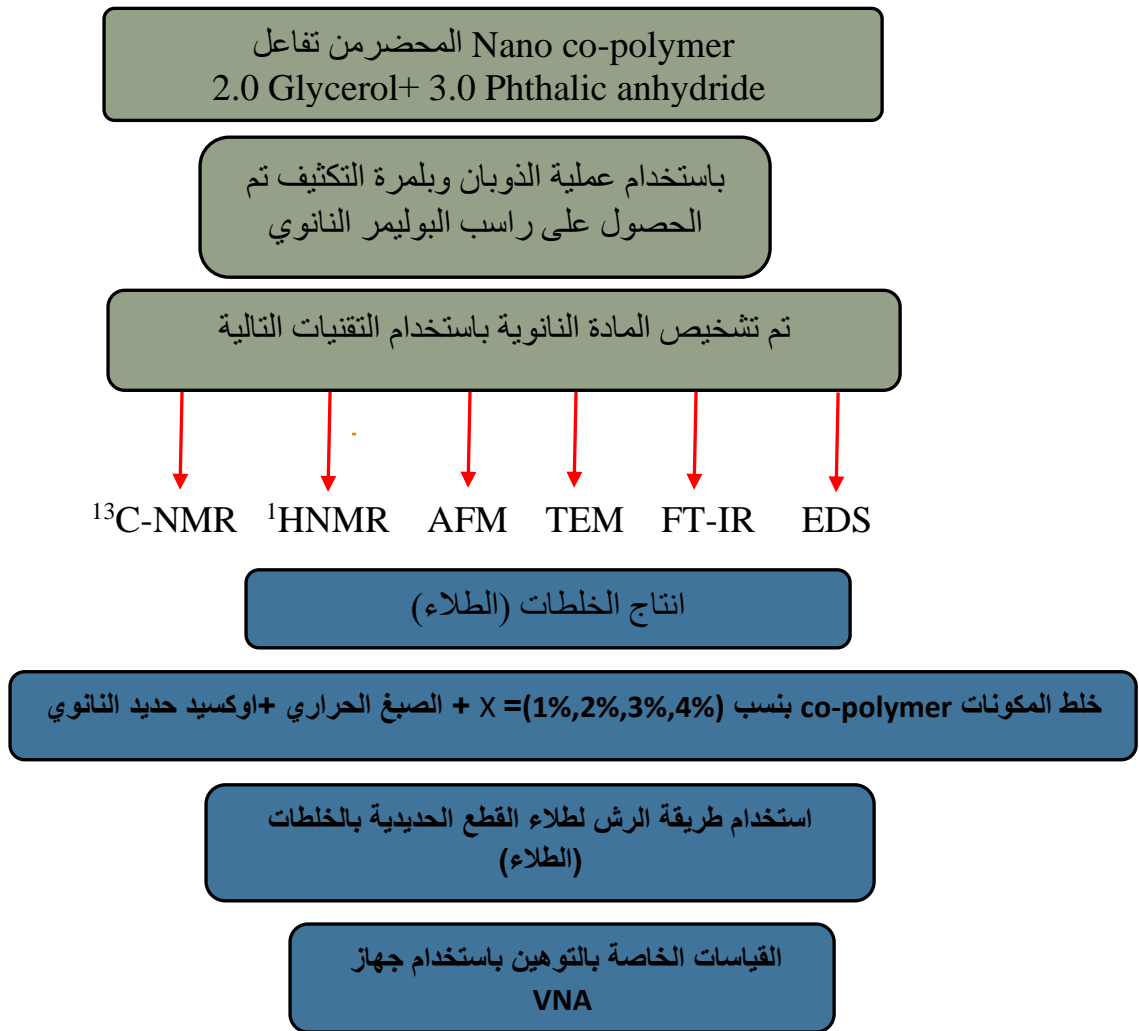 Nano co-polymer المحضرمن تفاعل
2.0 Glycerol+ 3.0 Phthalic anhydride
باستخدام عملية الذوبان وبلمرة التكثيف تم
الحصول على راسب البوليمر النانوي
تم تشخيص المادة النانوية باستخدام التقنيات التالية
¹³C-NMR ¹HNMR AFM TEM FT-IR EDS
انتاج الخلطات (الطلاء)
خلط المكونات co-polymer بنسب X =(1%,2%,3%,4%) + الصبغ الحراري +اوكسيد حديد النانوي
استخدام طريقة الرش لطلاء القطع الحديدية بالخلطات
(الطلاء)
القياسات الخاصة بالتوهين باستخدام جهاز
VNA